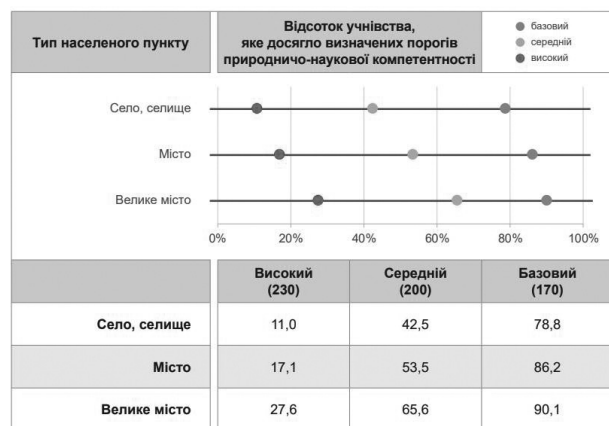 Тип населеного пункту
Відсоток учнівства,
яке досягло визначених порогів
природничо-наукової компетентності
базовий
середній
високий
Село, селище
Місто
Велике місто
0% 20% 40% 60% 80% 100%
Високий Середній Базовий
(230) (200) (170)
Село, селище 11,0 42,5 78,8
Місто 17,1 53,5 86,2
Велике місто 27,6 65,6 90,1